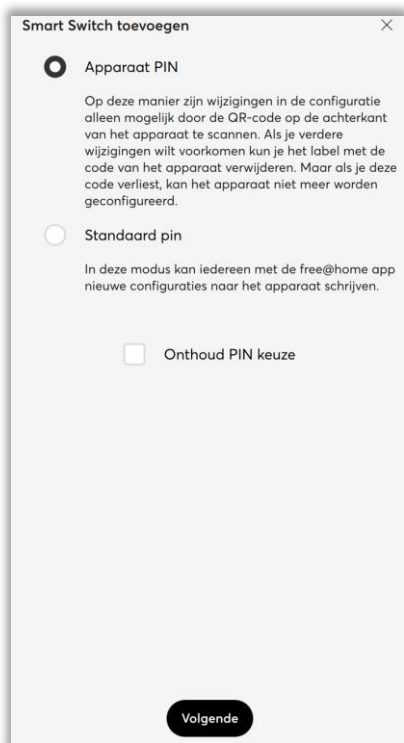 Smart Switch toevoegen
Apparaat PIN
Op deze manier zijn wijzigingen in de configuratie
alleen mogelijk door de QR-code op de achterkant
van het apparaat te scannen. Als je verdere
wijzigingen wilt voorkomen kun je het label met de
code van het apparaat verwijderen. Maar als je deze
code verliest, kan het apparaat niet meer worden
geconfigureerd.
Standaard pin
In deze modus kan iedereen met de free@home app
nieuwe configuraties naar het apparaat schrijven.
Onthoud PIN keuze
Volgende